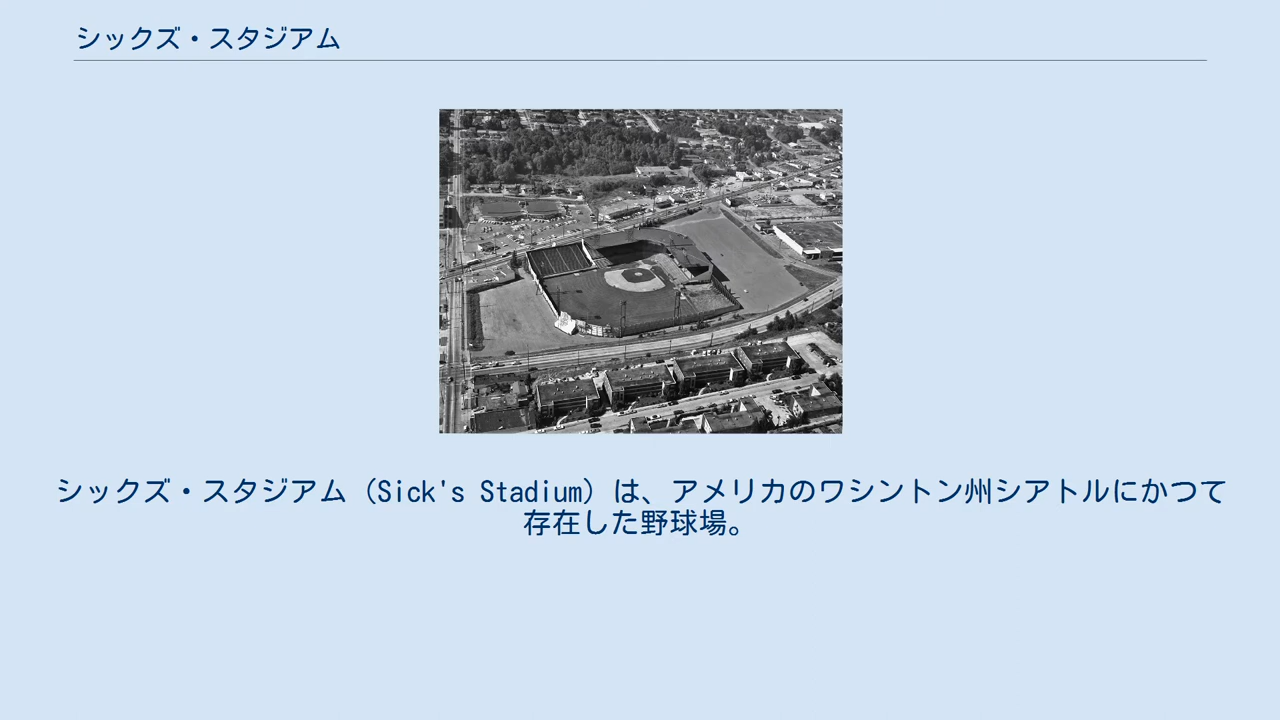 シックズ・スタジアム
シックズ・スタジアム（Sick's Stadium）は、アメリカのワシントン州シアトルにかつて
存在した野球場。